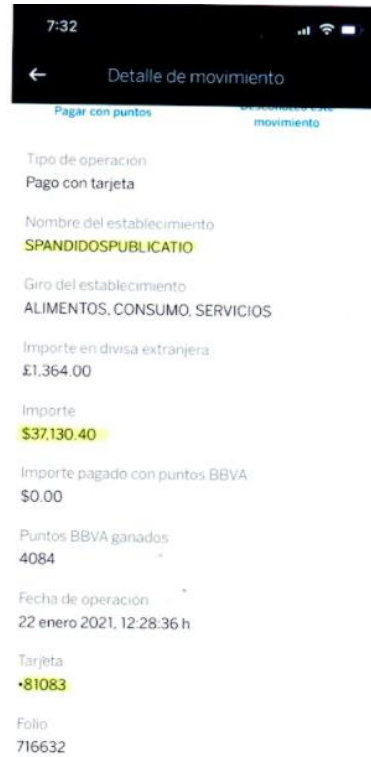 7:32
Detalle de movimiento
Pagar con puntos
Desconozco este
movimiento
Tipo de operación
Pago con tarjeta
Nombre del establecimiento
SPANDIDOSPUBLICATIO
Giro del establecimiento
ALIMENTOS, CONSUMO, SERVICIOS
Importe en divisa extranjera
£1,364.00
Importe
$37,130.40
Importe pagado con puntos BBVA
$0.00
Puntos BBVA ganados
4084
Fecha de operación
22 enero 2021, 12:28:36 h
Tarjeta
•81083
Folio
716632